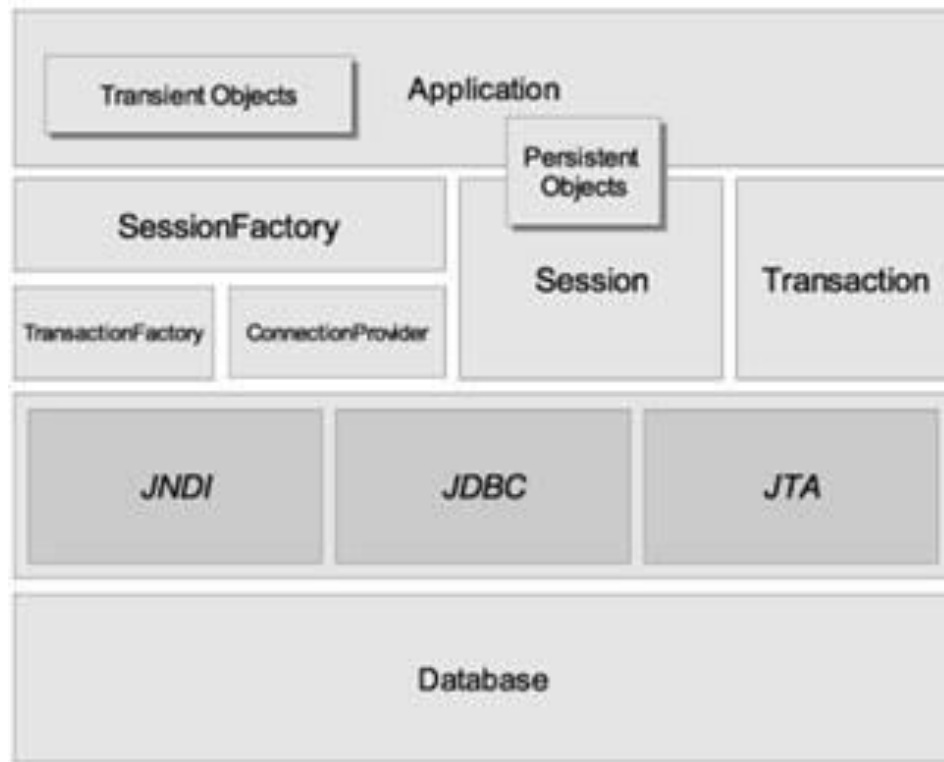 Transient Objects
Application
Persistent
Objects
SessionFactory
Session
Transaction
TransactionFactory
ConnectionProvider
JNDI
JDBC
JTA
Database